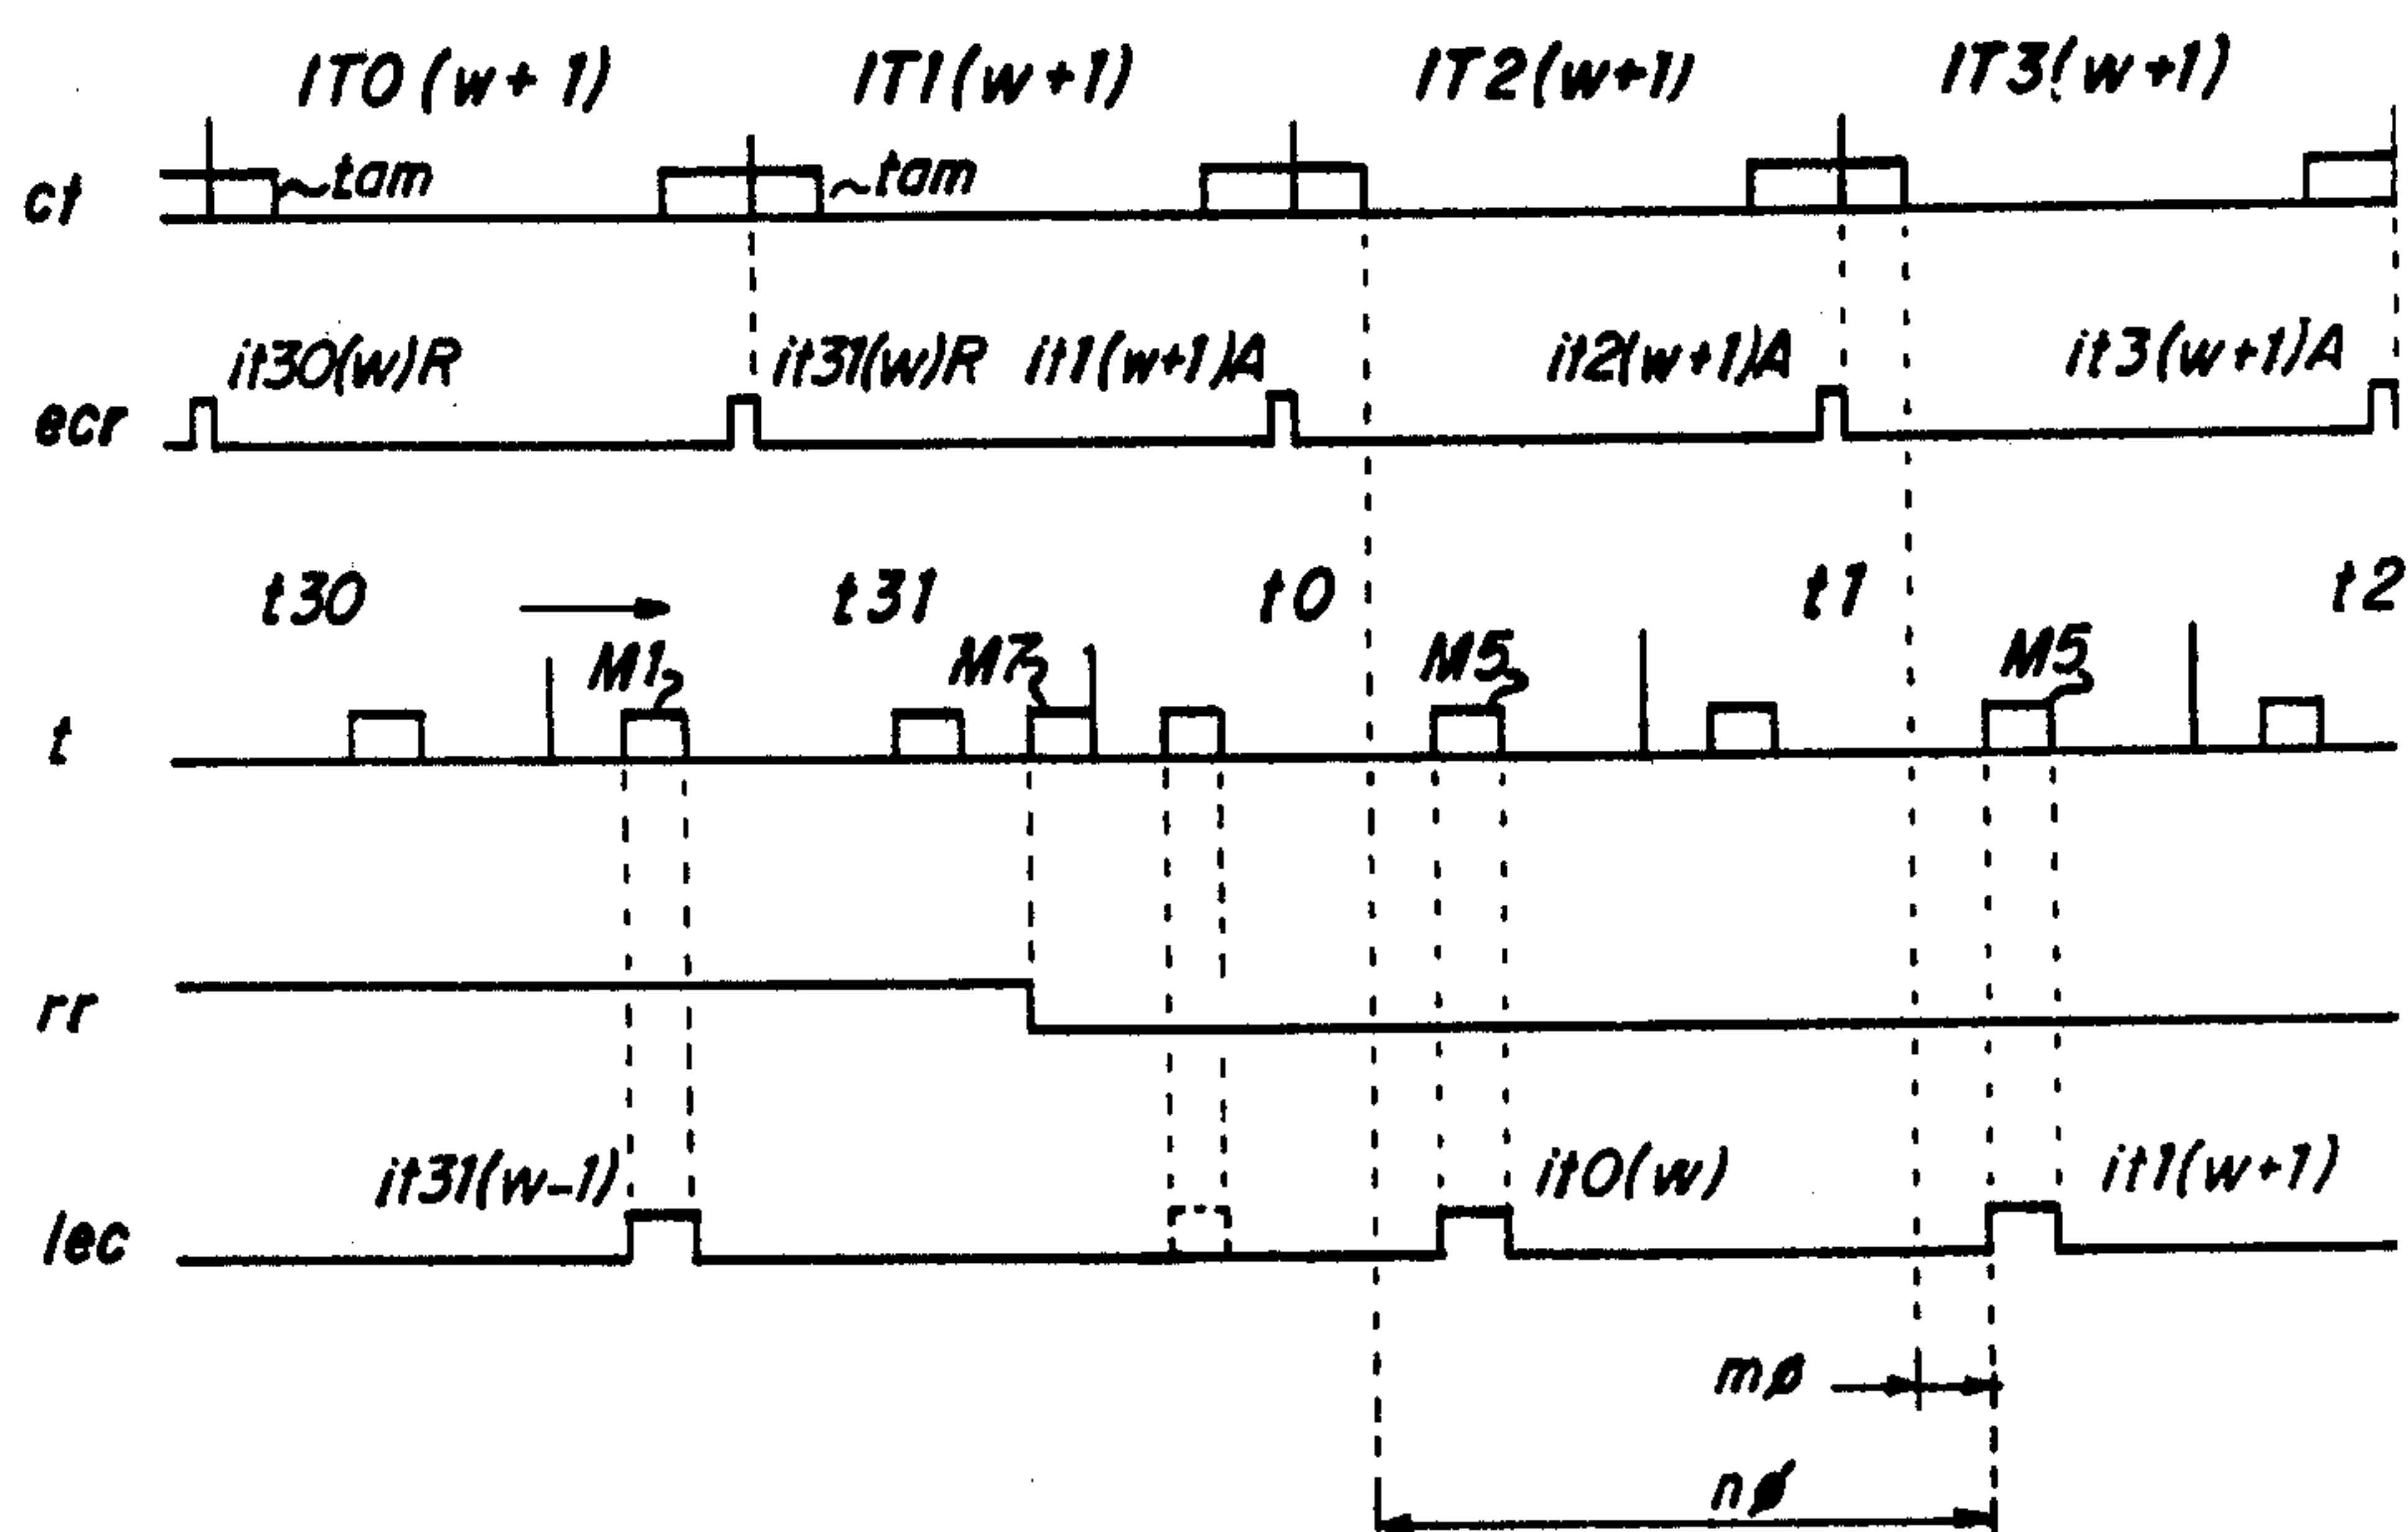 IT0(w+1) IT1(w+1) IT2(w+1) IT3(w+1)
ct ~tam ~tam
it30(w)R it31(w)R it1(w+1)A it2(w+1)A it3(w+1)A
ecr
t30 t31 t0 t1 t2
M1 M7 M5 M5
t
rr
it31(w-1) it0(w) it1(w+1)
lec
mø
nø